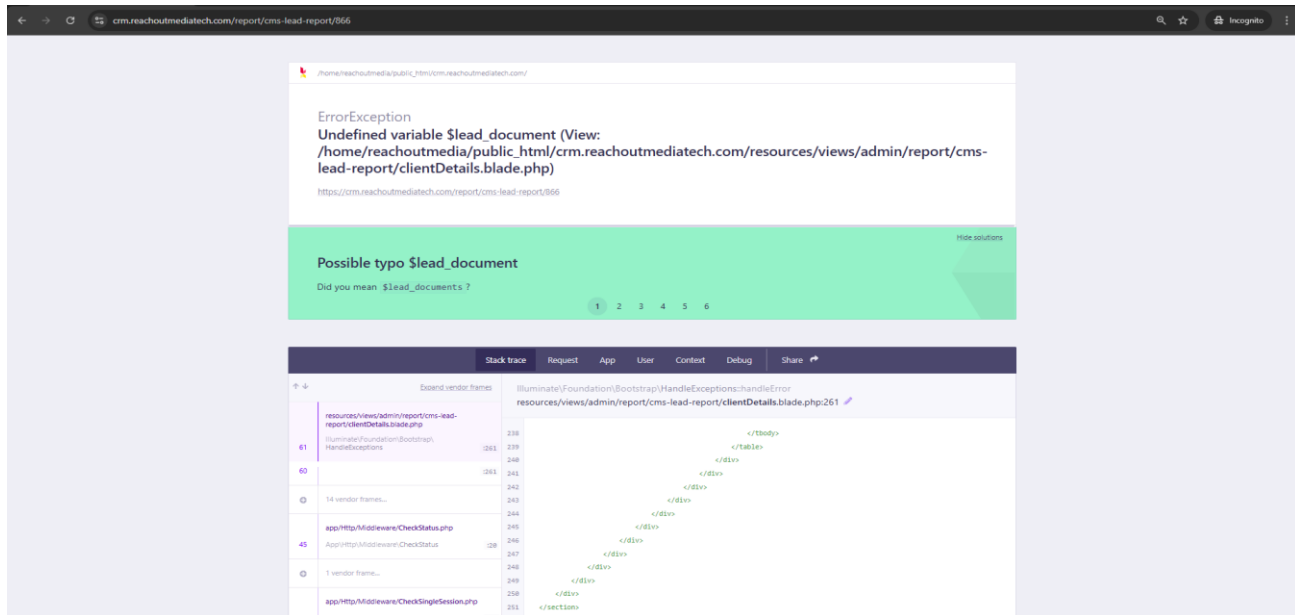 crm.reachoutmediatech.com/report/cms-lead-report/866
Incognito
/home/reachoutmedia/public_html/crm.reachoutmediatech.com/
ErrorException
Undefined variable $lead_document (View:
/home/reachoutmedia/public_html/crm.reachoutmediatech.com/resources/views/admin/report/cms-
lead-report/clientDetails.blade.php)
https://crm.reachoutmediatech.com/report/cms-lead-report/866
Hide solutions
Possible typo $lead_document
Did you mean $lead_documents ?
1 2 3 4 5 6
Stack trace Request App User Context Debug Share
Expand vendor frames
resources/views/admin/report/cms-lead-
report/clientDetails.blade.php
Illuminate\Foundation\Bootstrap\
61 HandleExceptions :261
60 :261
14 vendor frames...
app/Http/Middleware/CheckStatus.php
45 App\Http\Middleware\CheckStatus :20
1 vendor frame...
app/Http/Middleware/CheckSingleSession.php
Illuminate\Foundation\Bootstrap\HandleExceptions::handleError
resources/views/admin/report/cms-lead-report/clientDetails.blade.php:261
238 </tbody>
239 </table>
240 </div>
241 </div>
242 </div>
243 </div>
244 </div>
245 </div>
246 </div>
247 </div>
248 </div>
249 </div>
250 </div>
251 </section>